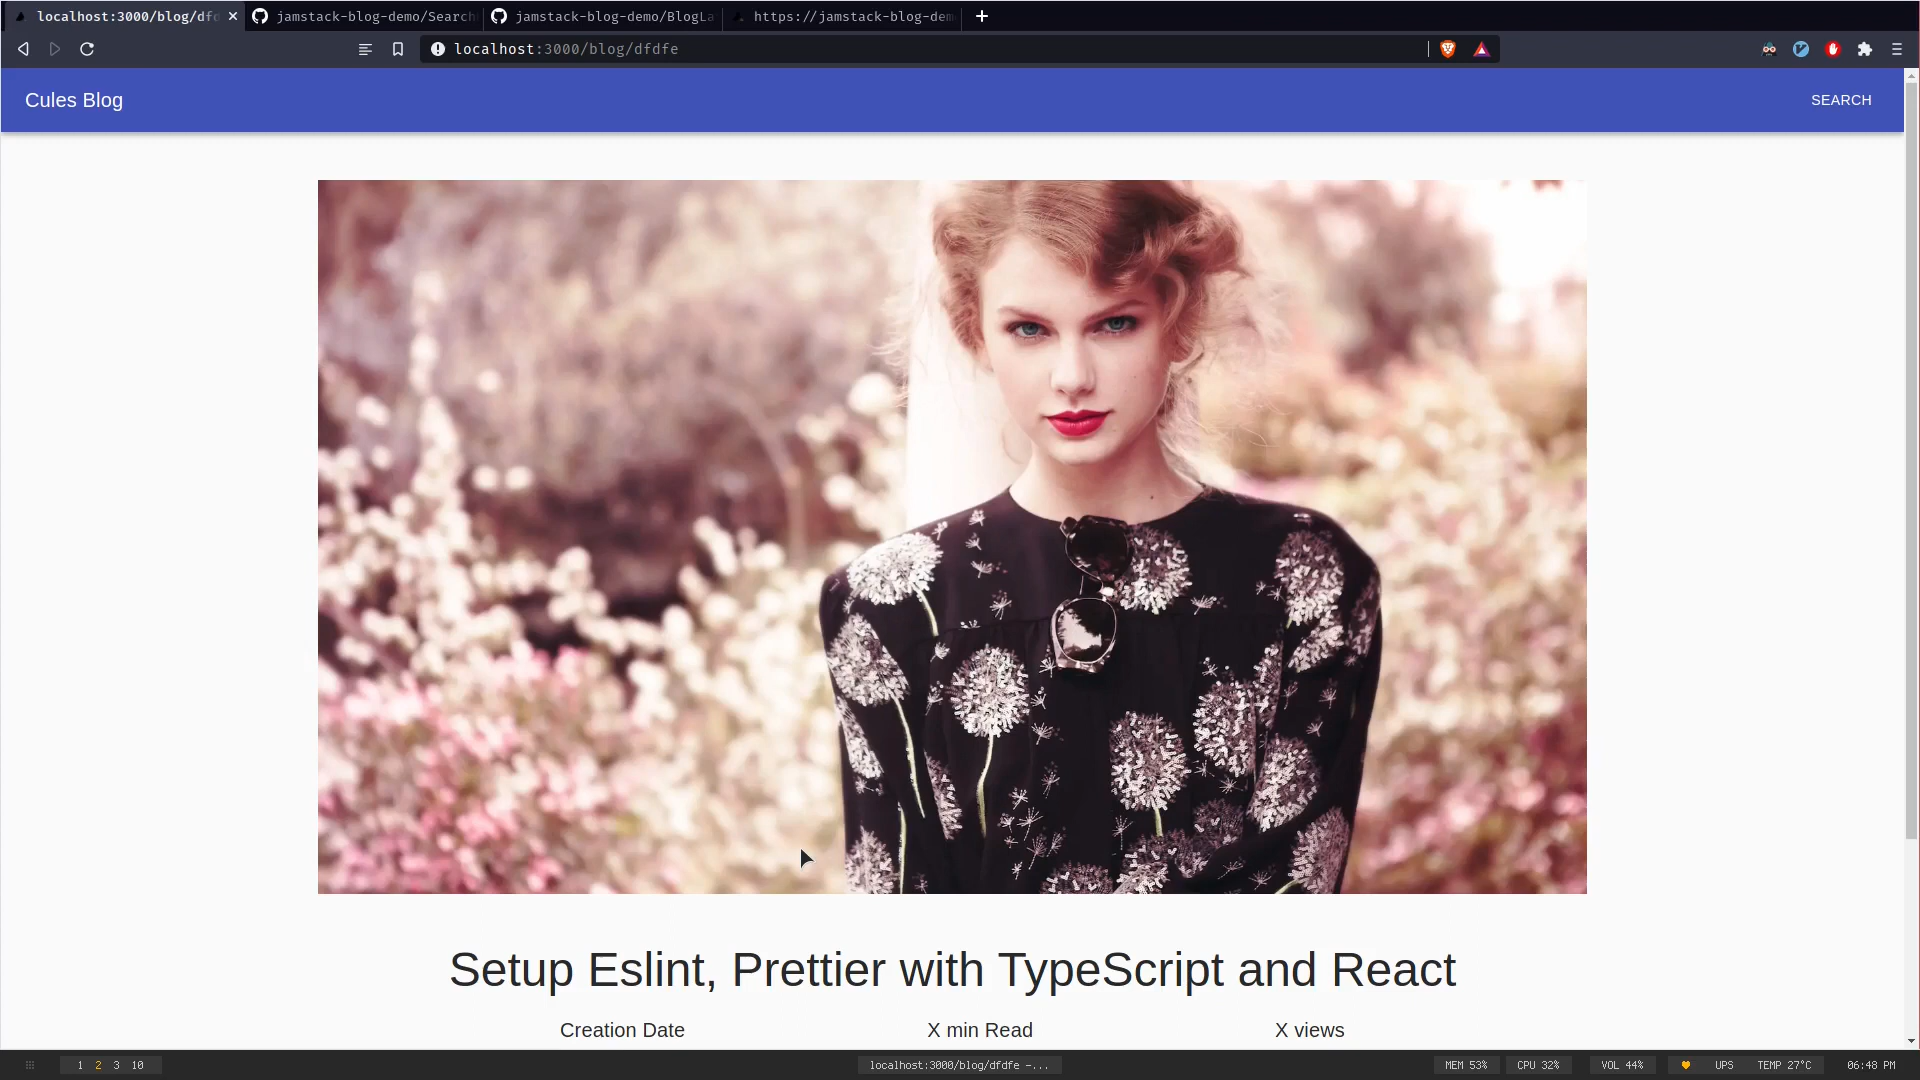 localhost:3000/blog/dfd
jamstack-blog-demo/Search
jamstack-blog-demo/BlogLa
https://jamstack-blog-dem
localhost:3000/blog/dfdfe
Cules Blog
SEARCH
Setup Eslint, Prettier with TypeScript and React
Creation Date
X min Read
X views
1 2 3 10
localhost:3000/blog/dfdfe –...
MEM 53%
CPU 32%
VOL 44%
UPS
TEMP 27°C
06:48 PM